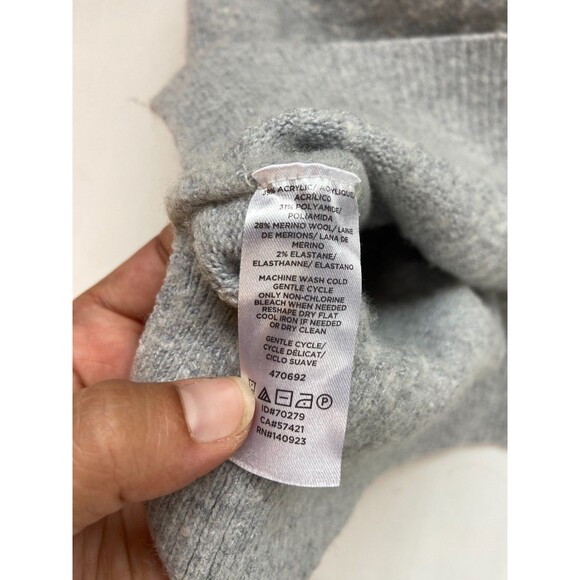 39% ACRYLIC/ ACRYLIQUE/
ACRILICO
31% POLYAMIDE/
POLIAMIDA
28% MERINO WOOL/ LAINE
DE MERIONS/ LANA DE
MERINO
2% ELASTANE/
ELASTHANNE/ ELASTANO
MACHINE WASH COLD
GENTLE CYCLE
ONLY NON-CHLORINE
BLEACH WHEN NEEDED
RESHAPE DRY FLAT
COOL IRON IF NEEDED
OR DRY CLEAN
GENTLE CYCLE/
CYCLE DÉLICAT/
CICLO SUAVE
470692
P
ID#70279
CA#57421
RN#140923